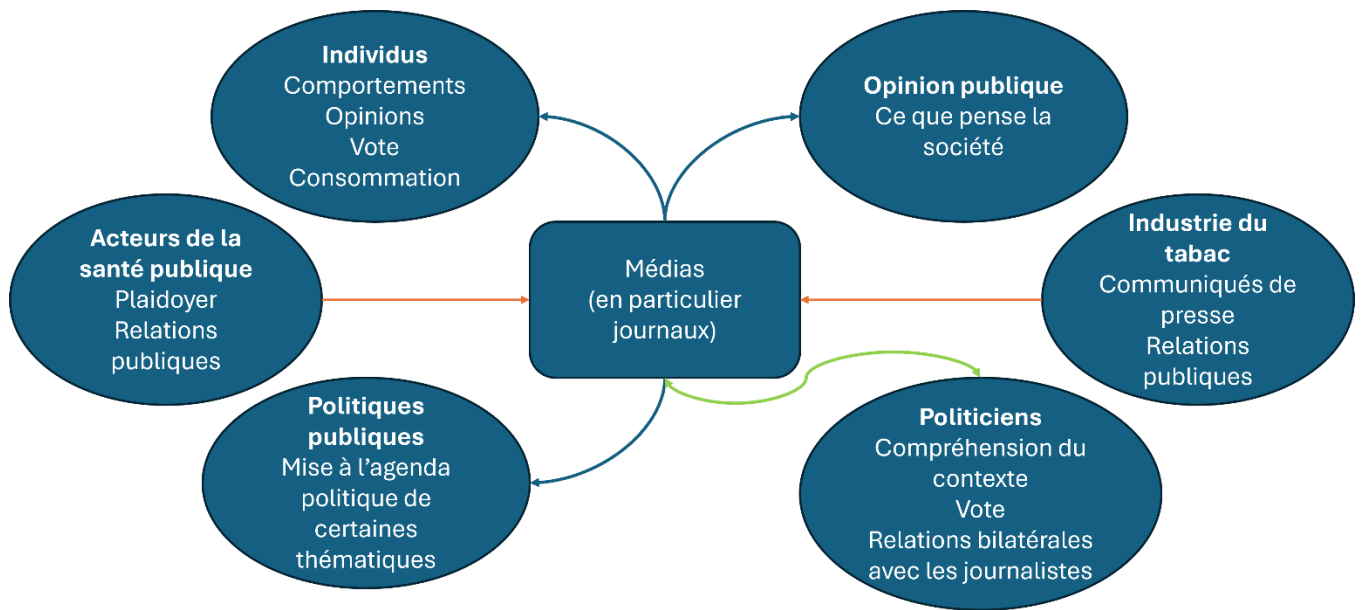 Individus
Comportements
Opinions
Vote
Consommation
Opinion publique
Ce que pense la
société
Acteurs de la
santé publique
Plaidoyer
Relations
publiques
Médias
(en particulier
journaux)
Industrie du
tabac
Communiqués de
presse
Relations
publiques
Politiques
publiques
Mise à l’agenda
politique de
certaines
thématiques
Politiciens
Compréhension du
contexte
Vote
Relations bilatérales
avec les journalistes